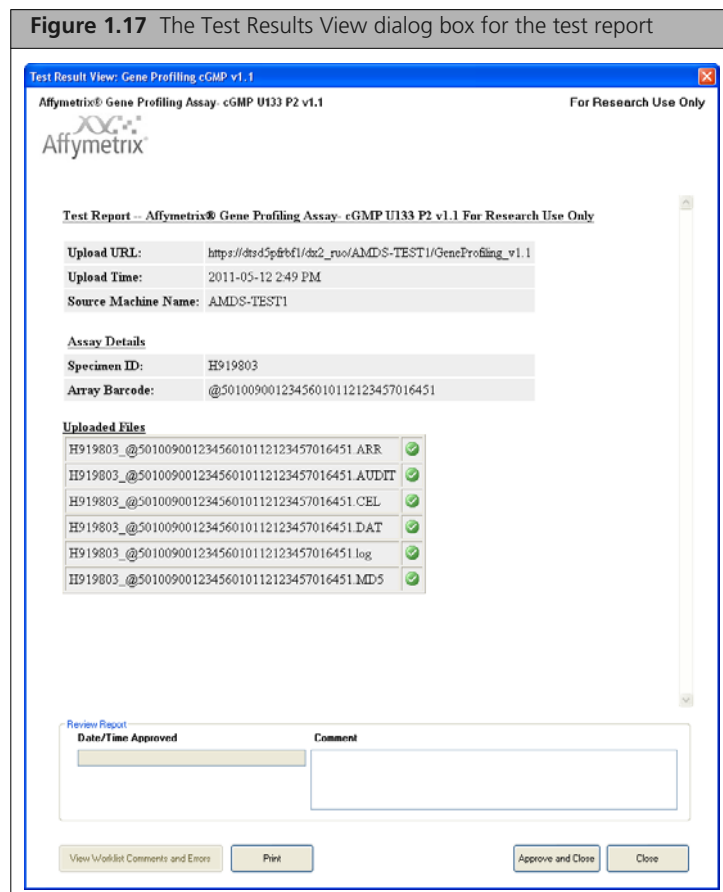 Figure 1.17 The Test Results View dialog box for the test report
Test Result View: Gene Profiling cGMP v1.1
Affymetrix® Gene Profiling Assay- cGMP U133 P2 v1.1 For Research Use Only
Affymetrix®
Test Report -- Affymetrix® Gene Profiling Assay- cGMP U133 P2 v1.1 For Research Use Only
Upload URL: https://dtsd5pfrbf1/dx2_ruo/AMDS-TEST1/GeneProfiling_v1.1
Upload Time: 2011-05-12 2:49 PM
Source Machine Name: AMDS-TEST1
Assay Details
Specimen ID: H919803
Array Barcode: @50100900123456010112123457016451
Uploaded Files
H919803_@50100900123456010112123457016451.ARR
H919803_@50100900123456010112123457016451.AUDIT
H919803_@50100900123456010112123457016451.CEL
H919803_@50100900123456010112123457016451.DAT
H919803_@50100900123456010112123457016451.log
H919803_@50100900123456010112123457016451.MD5
Review Report
Date/Time Approved Comment
View Worklist Comments and Errors Print Approve and Close Close